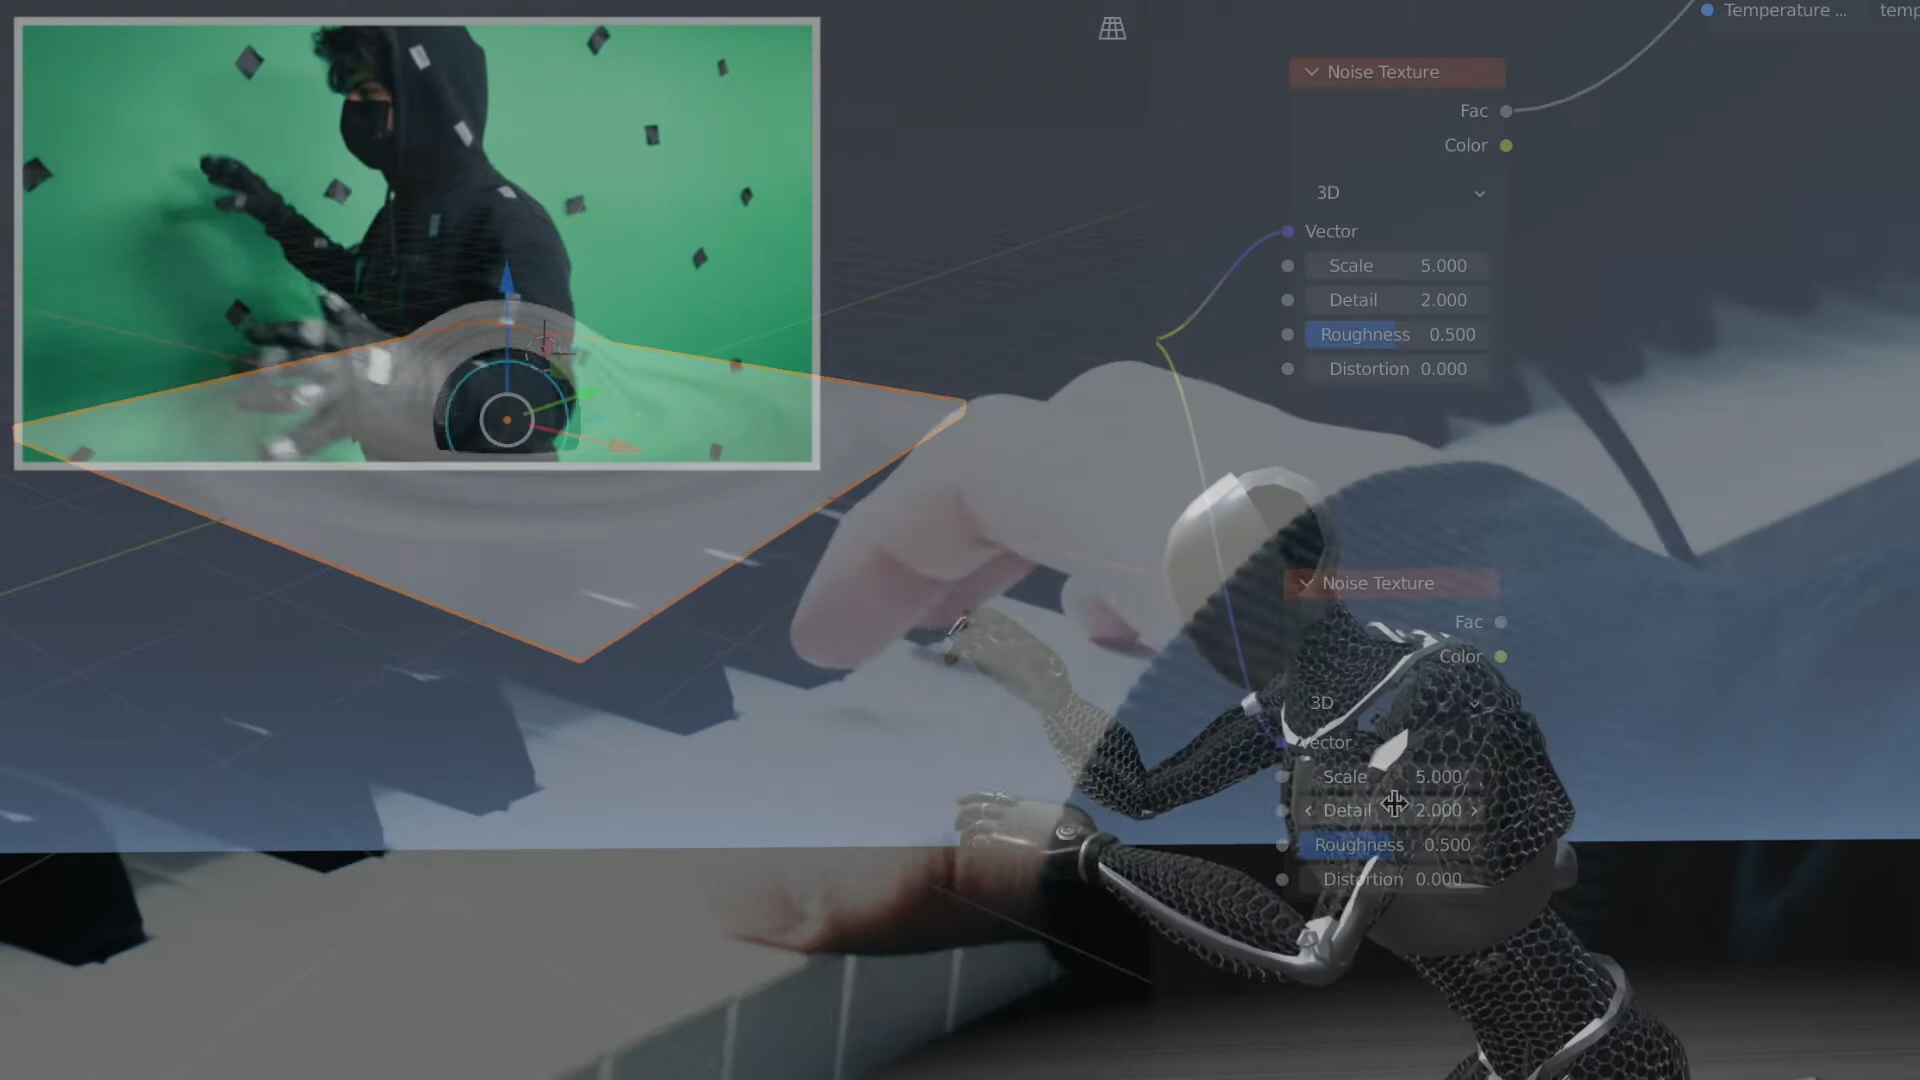 Temperature ...
temp
Noise Texture
Fac
Color
3D
Vector
Scale 5.000
Detail 2.000
Roughness 0.500
Distortion 0.000
Noise Texture
Fac
Color
3D
Vector
Scale 5.000
Detail 2.000
Roughness 0.500
Distortion 0.000